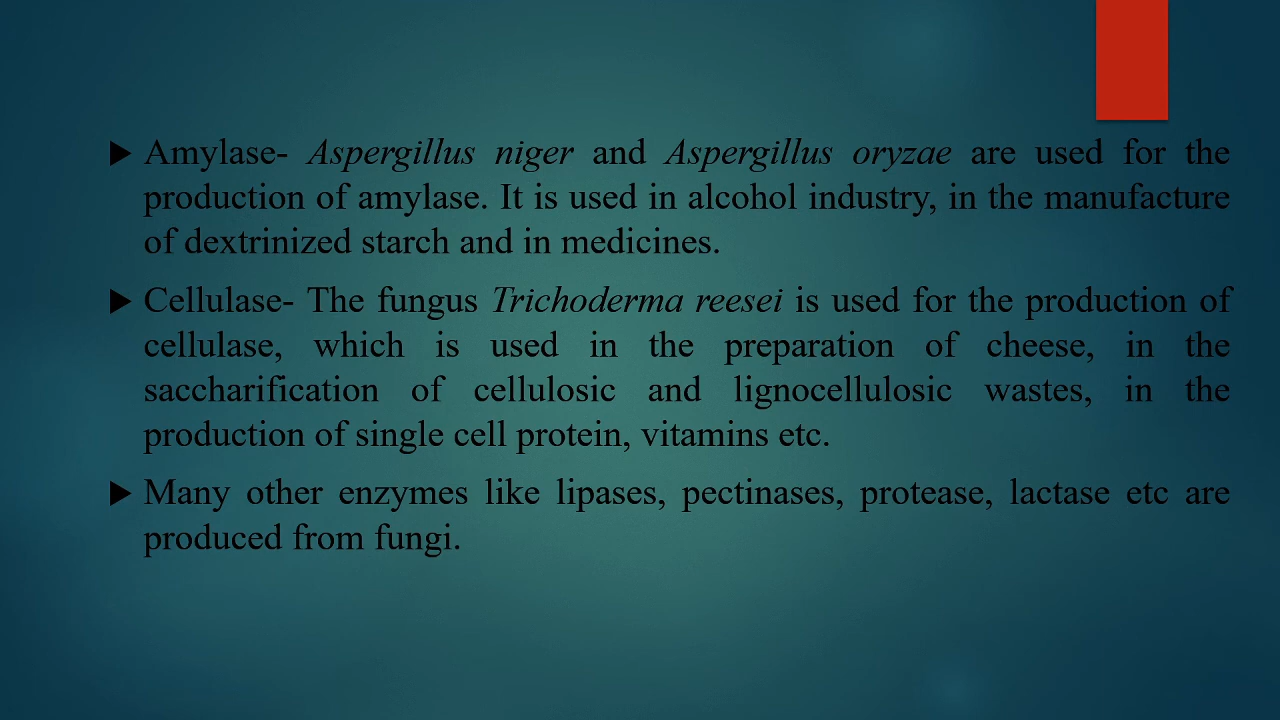 Amylase- Aspergillus niger and Aspergillus oryzae are used for the
production of amylase. It is used in alcohol industry, in the manufacture
of dextrinized starch and in medicines.
Cellulase- The fungus Trichoderma reesei is used for the production of
cellulase, which is used in the preparation of cheese, in the
saccharification of cellulosic and lignocellulosic wastes, in the
production of single cell protein, vitamins etc.
Many other enzymes like lipases, pectinases, protease, lactase etc are
produced from fungi.